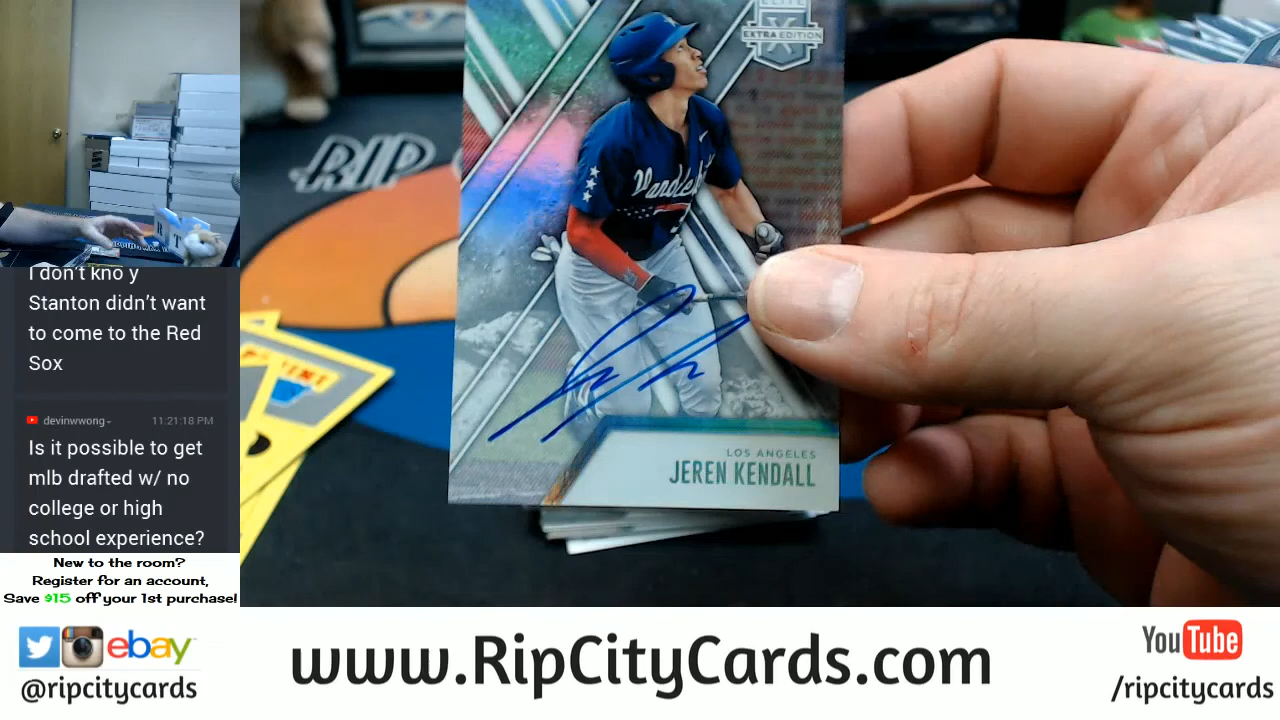 I don't kno y
Stanton didn't want
to come to the Red
Sox
devinwwong
11:21:18 PM
Is it possible to get
mlb drafted w/ no
college or high
school experience?
New to the room?
Register for an account,
Save $15 off your 1st purchase!
RIP
ELITE
X
EXTRA EDITION
LOS ANGELES
JEREN KENDALL
R T
ebay
@ripcitycards
www.RipCityCards.com
YouTube
/ripcitycards